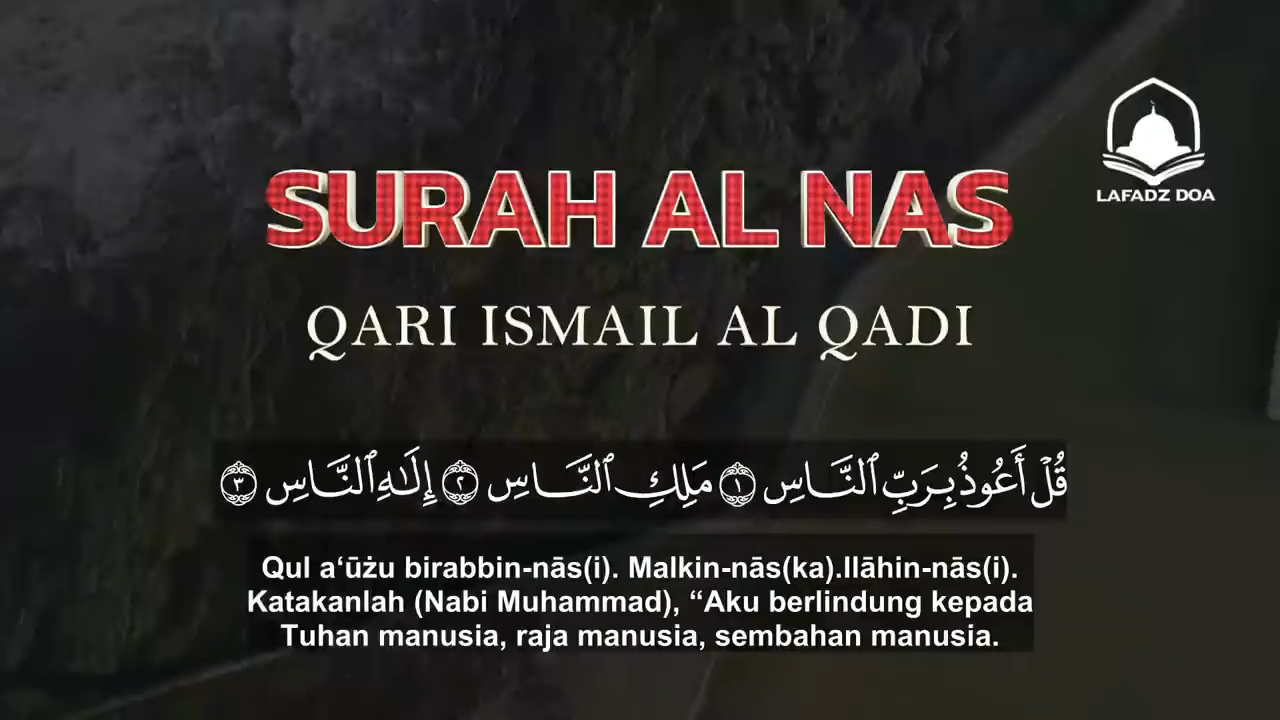 SURAH AL NAS
LAFADZ DOA
QARI ISMAIL AL QADI
قُلْ أَعُوذُ بِرَبِّ ٱلنَّاسِ ١ مَلِكِ ٱلنَّاسِ ٢ إِلَـٰهِ ٱلنَّاسِ ٣
Qul a‘ūżu birabbin-nās(i). Malkin-nās(ka).Ilāhin-nās(i).
Katakanlah (Nabi Muhammad), “Aku berlindung kepada
Tuhan manusia, raja manusia, sembahan manusia.